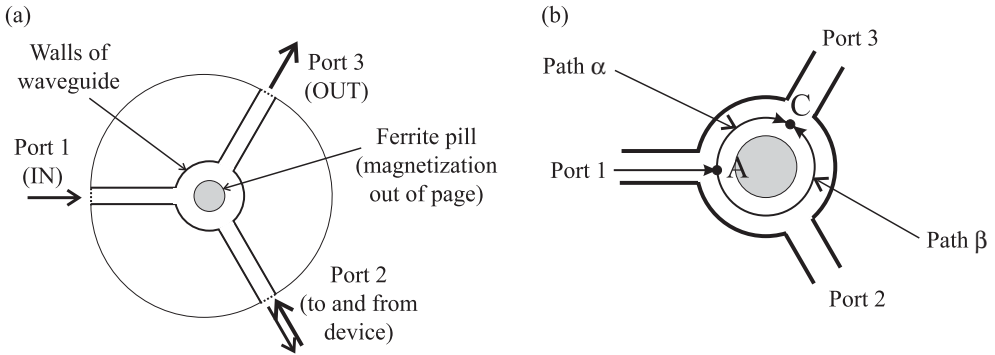 (a)
Walls of
waveguide
Port 3
(OUT)
Port 1
(IN)
Ferrite pill
(magnetization
out of page)
Port 2
(to and from
device)
(b)
Port 3
Path α
C
Port 1
A
Path β
Port 2